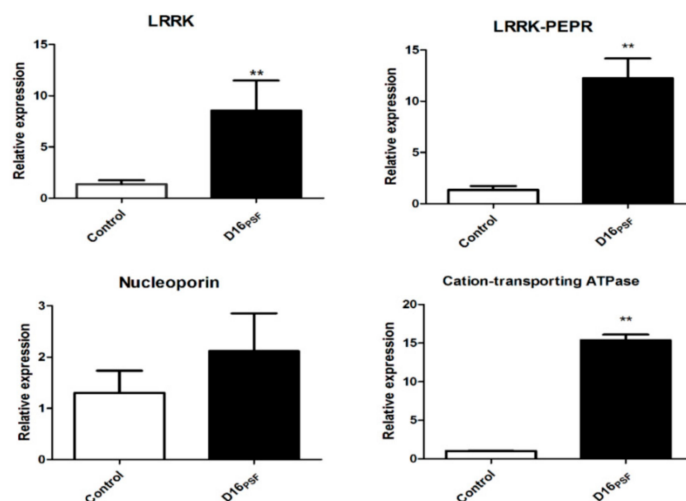 LRRK
Relative expression
15
10
5
0
**
Control
D16PSF
LRRK-PEPR
Relative expression
15
10
5
0
**
Control
D16PSF
Nucleoporin
Relative expression
3
2
1
0
Control
D16PSF
Cation-transporting ATPase
Relative expression
20
15
10
5
0
**
Control
D16PSF